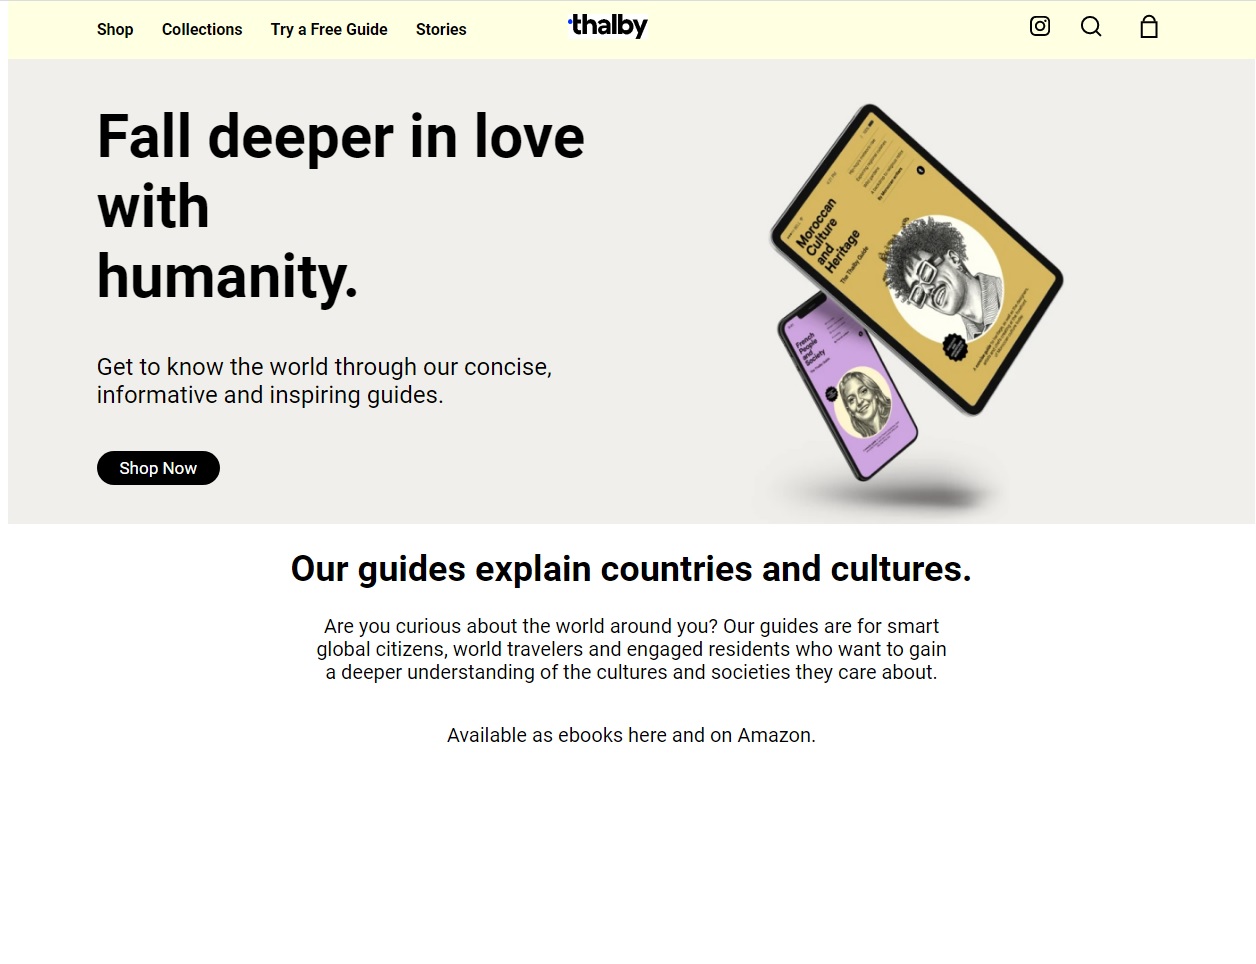 Shop Collections Try a Free Guide Stories
thalby
Fall deeper in love
with
humanity.
Get to know the world through our concise,
informative and inspiring guides.
Shop Now
Moroccan
Culture
and
Heritage
The Thalby Guide
By Moroccan writers
French
People
and
Society
Our guides explain countries and cultures.
Are you curious about the world around you? Our guides are for smart
global citizens, world travelers and engaged residents who want to gain
a deeper understanding of the cultures and societies they care about.
Available as ebooks here and on Amazon.